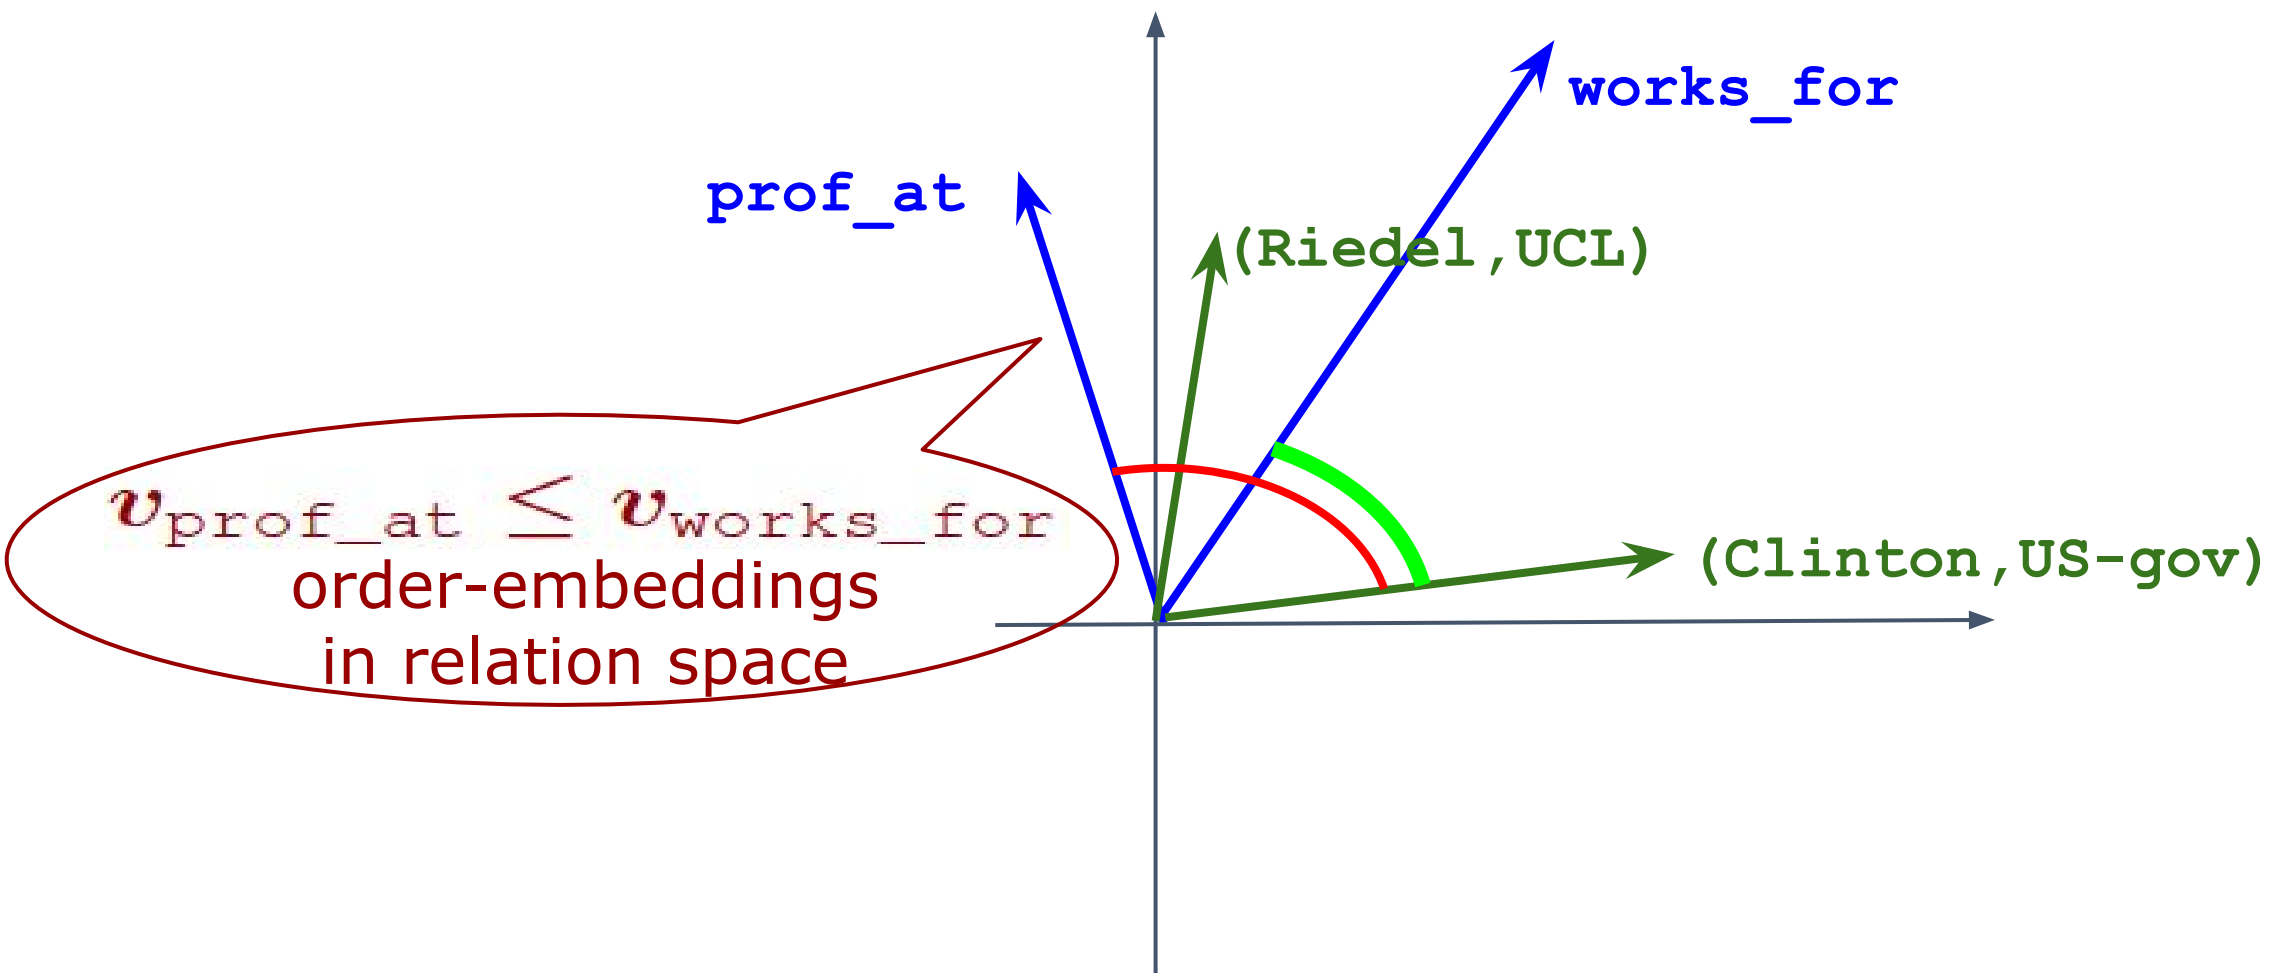 works_for
prof_at
(Riedel,UCL)
𝒗prof_at ≤ 𝒗works_for
order-embeddings
in relation space
(Clinton,US-gov)